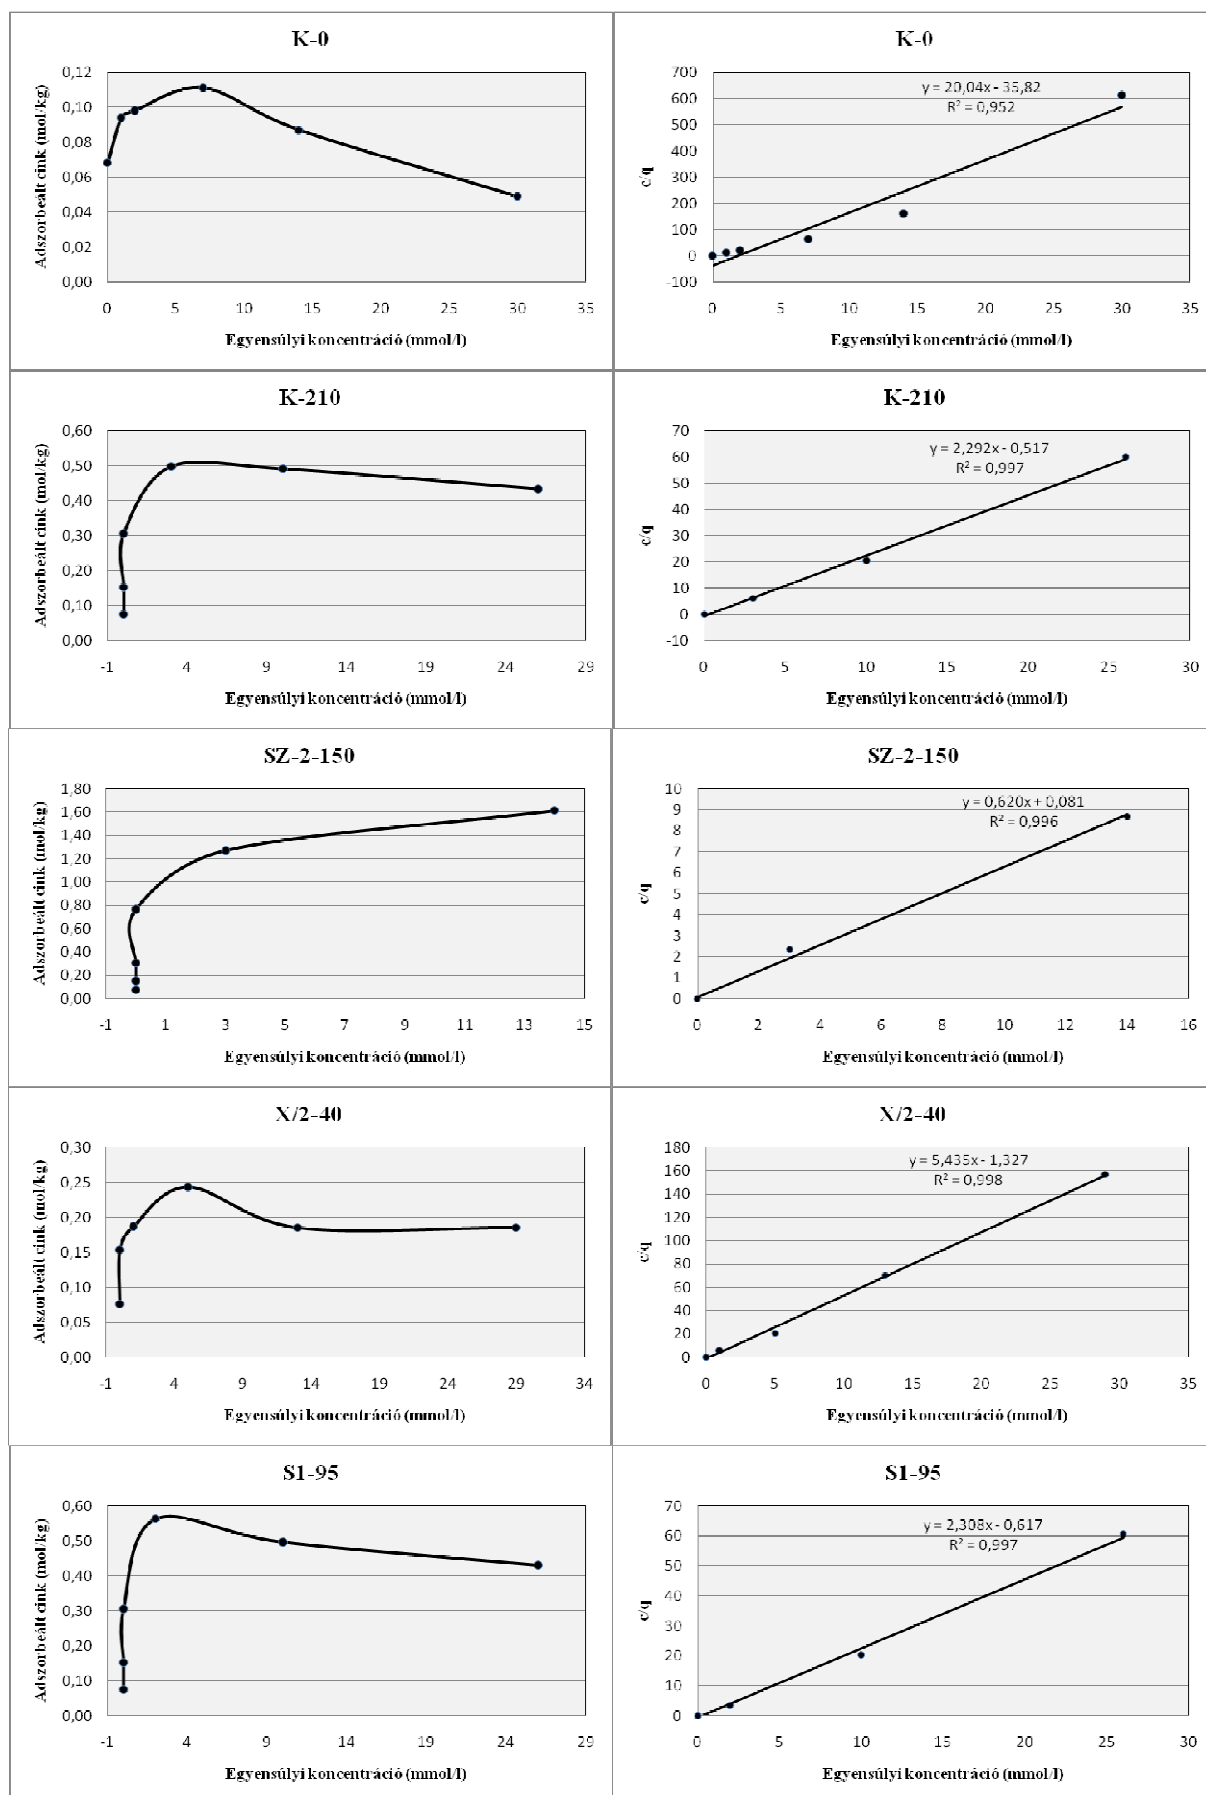 K-0
Adszorbeált cink (mol/kg)
0,12
0,10
0,08
0,06
0,04
0,02
0,00
0 5 10 15 20 25 30 35
Egyensúlyi koncentráció (mmol/l)
K-0
c/q
700
600
500
400
300
200
100
0
-100
y = 20,04x - 35,82
R² = 0,952
0 5 10 15 20 25 30 35
Egyensúlyi koncentráció (mmol/l)
K-210
Adszorbeált cink (mol/kg)
0,60
0,50
0,40
0,30
0,20
0,10
0,00
-1 4 9 14 19 24 29
Egyensúlyi koncentráció (mmol/l)
K-210
c/q
70
60
50
40
30
20
10
0
-10
y = 2,292x - 0,517
R² = 0,997
0 5 10 15 20 25 30
Egyensúlyi koncentráció (mmol/l)
SZ-2-150
Adszorbeált cink (mol/kg)
1,80
1,60
1,40
1,20
1,00
0,80
0,60
0,40
0,20
0,00
-1 1 3 5 7 9 11 13 15
Egyensúlyi koncentráció (mmol/l)
SZ-2-150
c/q
10
9
8
7
6
5
4
3
2
1
0
y = 0,620x + 0,081
R² = 0,996
0 2 4 6 8 10 12 14 16
Egyensúlyi koncentráció (mmol/l)
X/2-40
Adszorbeált cink (mol/kg)
0,30
0,25
0,20
0,15
0,10
0,05
0,00
-1 4 9 14 19 24 29 34
Egyensúlyi koncentráció (mmol/l)
X/2-40
c/q
180
160
140
120
100
80
60
40
20
0
y = 5,435x - 1,327
R² = 0,998
0 5 10 15 20 25 30 35
Egyensúlyi koncentráció (mmol/l)
S1-95
Adszorbeált cink (mol/kg)
0,60
0,50
0,40
0,30
0,20
0,10
0,00
-1 4 9 14 19 24 29
Egyensúlyi koncentráció (mmol/l)
S1-95
c/q
70
60
50
40
30
20
10
0
y = 2,308x - 0,617
R² = 0,997
0 5 10 15 20 25 30
Egyensúlyi koncentráció (mmol/l)